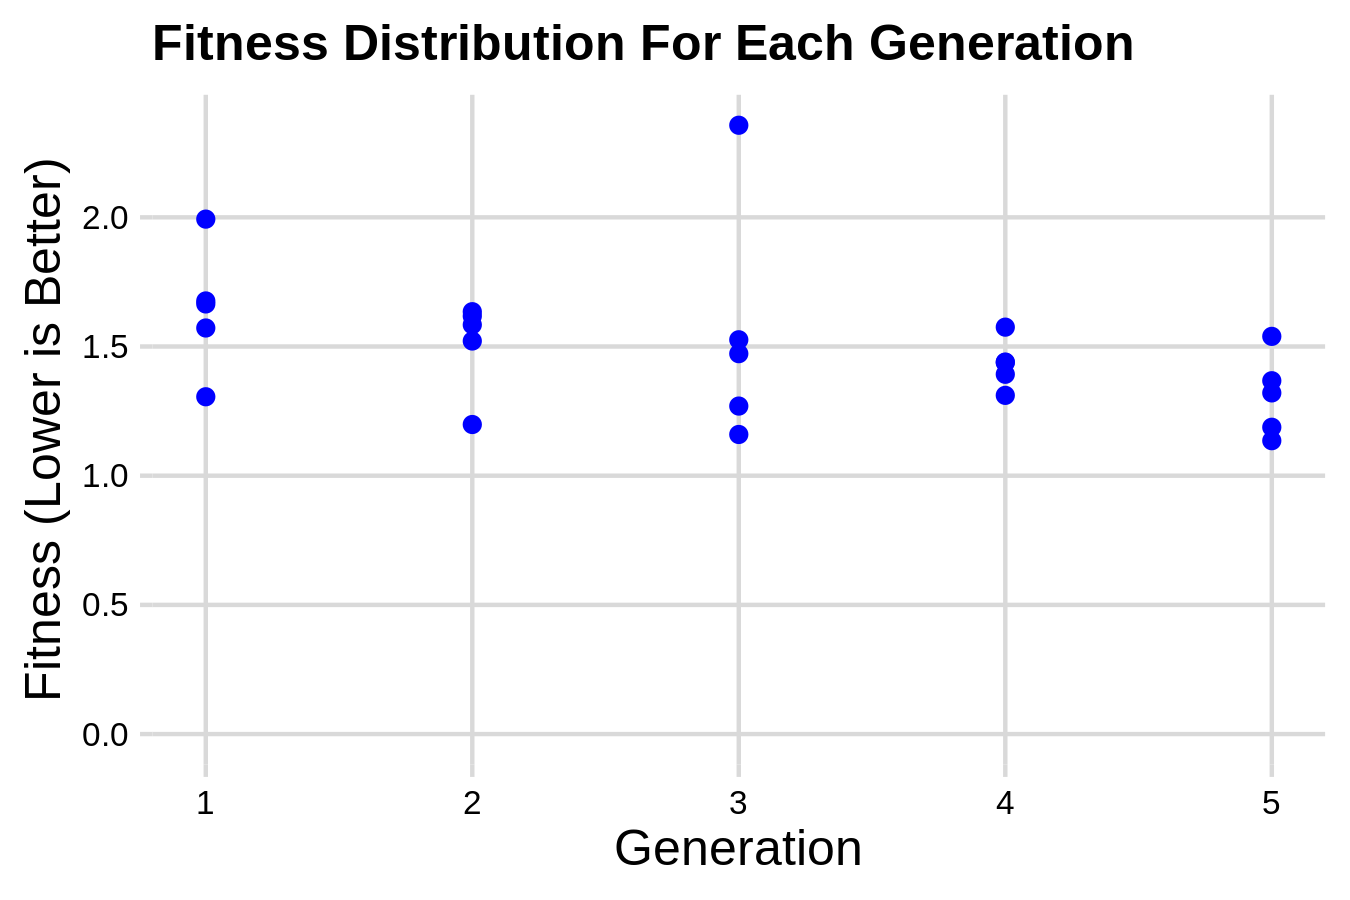 Fitness Distribution For Each Generation
Fitness (Lower is Better)
2.0
1.5
1.0
0.5
0.0
1 2 3 4 5
Generation